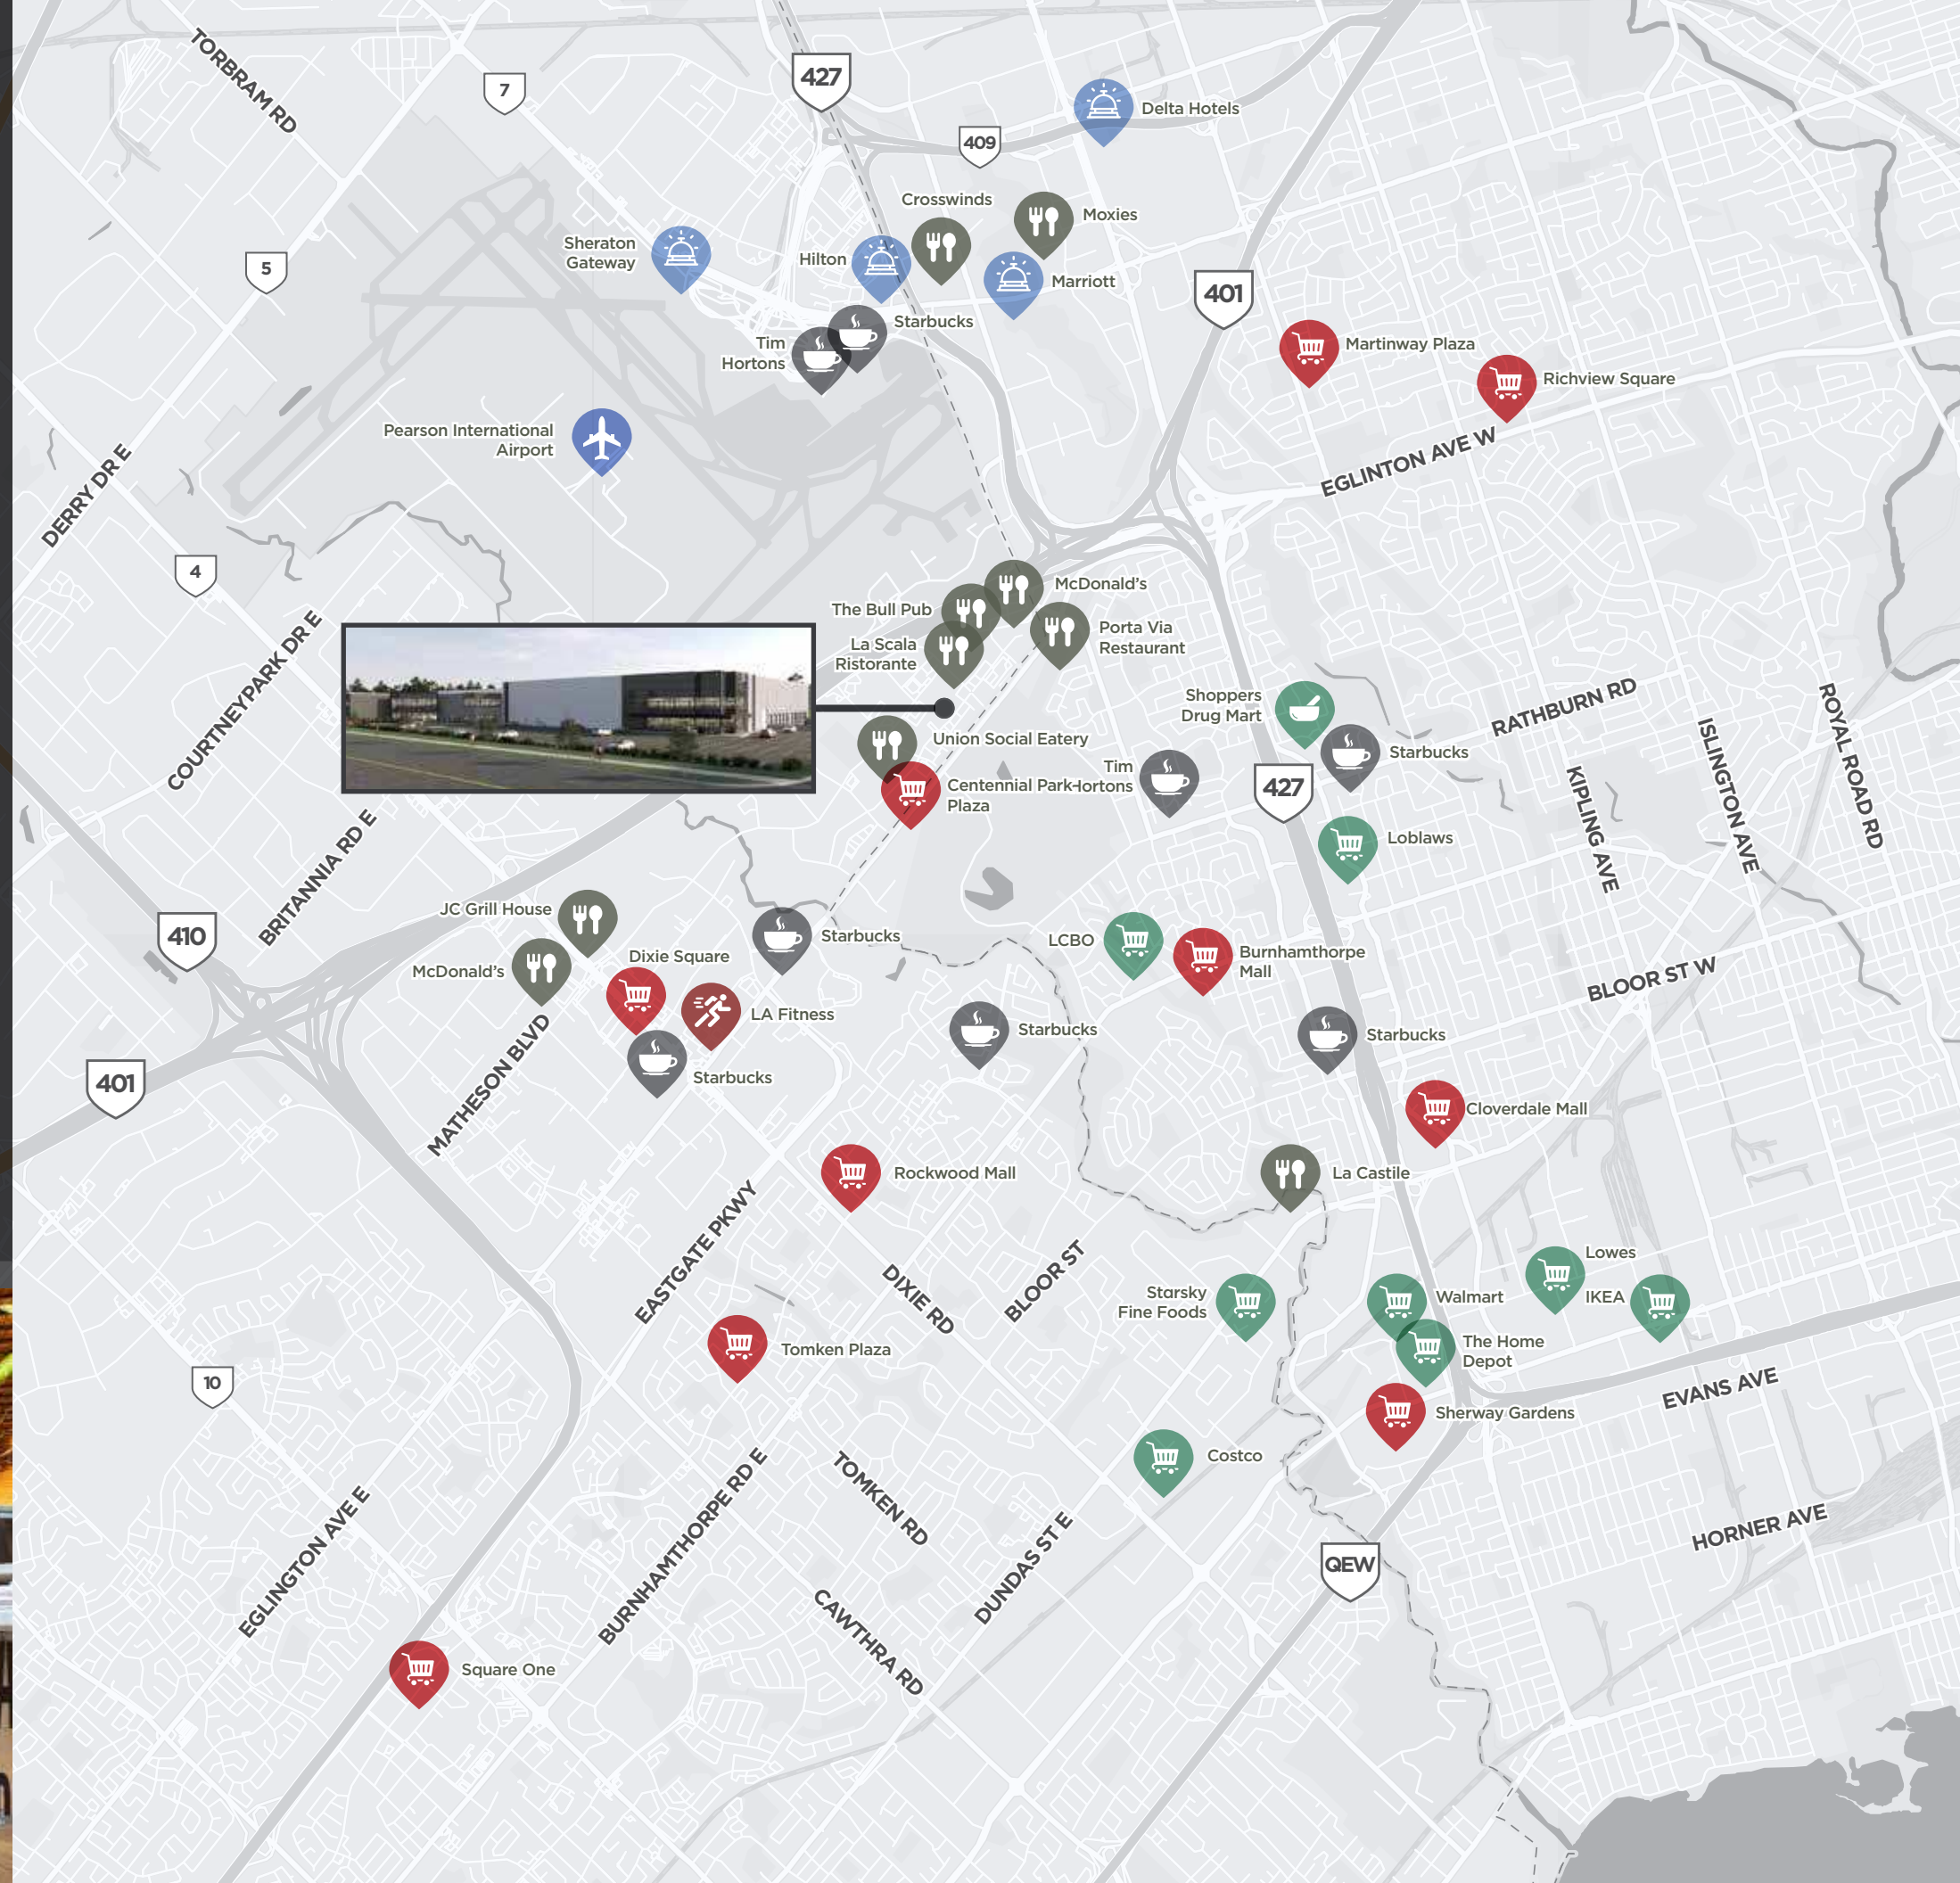 TORBRAM RD
7
427
Delta Hotels
409
Crosswinds
Moxies
Sheraton
Gateway
Hilton
Marriott
5
401
Starbucks
Tim
Hortons
Martinway Plaza
Richview Square
Pearson International
Airport
EGLINTON AVE W
DERRY DR E
4
McDonald's
The Bull Pub
Porta Via
Restaurant
La Scala
Ristorante
COURTNEYPARK DR E
Shoppers
Drug Mart
RATHBURN RD
ROYAL ROAD RD
ISLINGTON AVE
KIPLING AVE
Union Social Eatery
Starbucks
Tim
Hortons
Centennial Park
Plaza
427
Loblaws
BRITANNIA RD E
JC Grill House
410
Starbucks
LCBO
Burnhamthorpe
Mall
Dixie Square
McDonald's
BLOOR ST W
LA Fitness
Starbucks
Starbucks
MATHESON BLVD
Starbucks
401
Cloverdale Mall
Rockwood Mall
La Castile
EASTGATE PKWY
DIXIE RD
BLOOR ST
Lowes
Starsky
Fine Foods
Walmart
IKEA
Tomken Plaza
The Home
Depot
10
EVANS AVE
Sherway Gardens
Costco
TOMKEN RD
EGLINGTON AVE E
BURNHAMTHORPE RD E
DUNDAS ST E
HORNER AVE
QEW
CAWTHRA RD
Square One